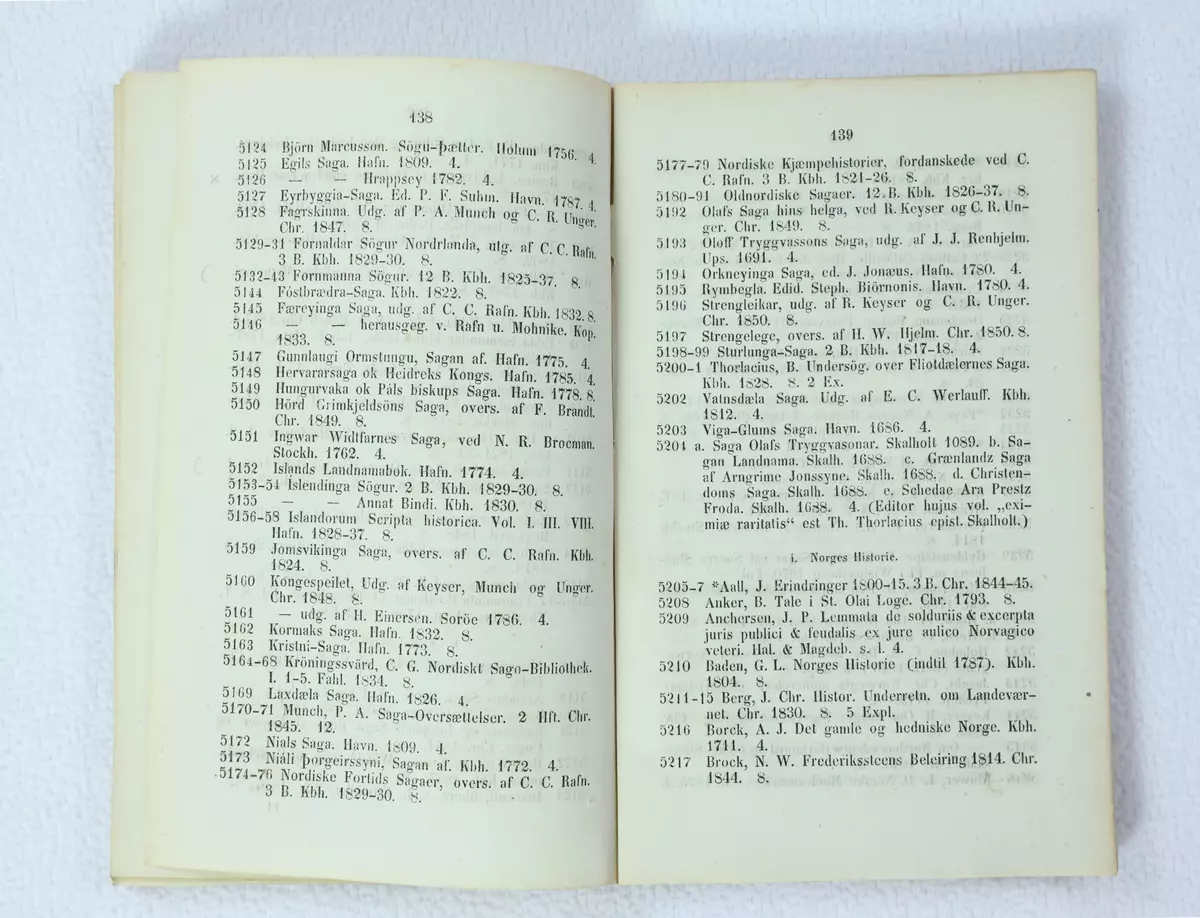 138
5124 Björn Marcusson. Sögu-þættcr. Holum 1756. 4.
5125 Egils Saga. Hafn. 1809. 4.
5126 — — Hrappsey 1782. 4.
5127 Eyrbyggia-Saga. Ed. P. F. Suhm. Havn. 1787. 4.
5128 Fagrskinna. Udg. af P. A. Munch og C. R. Unger.
Chr. 1847. 8.
5129-31 Fornaldar Sögur Nordrlanda, utg. af C. C. Rafn.
3 B. Kbh. 1829-30. 8.
5132-43 Fornmanna Sögur. 12 B. Kbh. 1825-37. 8.
5144 Fóstbrædra-Saga. Kbh. 1822. 8.
5145 Færeyinga Saga, udg. af C. C. Rafn. Kbh. 1832. 8.
5146 — — herausgeg. v. Rafn u. Mohnike. Kop.
1833. 8.
5147 Gunnlaugi Ormstungu, Sagan af. Hafn. 1775. 4.
5148 Hervararsaga ok Heidreks Kongs. Hafn. 1785. 4.
5149 Hungurvaka ok Páls biskups Saga. Hafn. 1778. 8.
5150 Hörd Grimkjeldsöns Saga, overs. af F. Brandt.
Chr. 1849. 8.
5151 Ingwar Widtfarnes Saga, ved N. R. Brocman.
Stockh. 1762. 4.
5152 Islands Landnamabok. Hafn. 1774. 4.
5153-54 Islendinga Sögur. 2 B. Kbh. 1829-30. 8.
5155 — — Annat Bindi. Kbh. 1830. 8.
5156-58 Islandorum Scripta historica. Vol. I. III. VIII.
Hafn. 1828-37. 8.
5159 Jomsvikinga Saga, overs. af C. C. Rafn. Kbh.
1824. 8.
5160 Kongespeilet, Udg. af Keyser, Munch og Unger.
Chr. 1848. 8.
5161 — udg. af H. Einersen. Soröe 1786. 4.
5162 Kormaks Saga. Hafn. 1832. 8.
5163 Kristni-Saga. Hafn. 1773. 8.
5164-68 Kröningssvärd, C. G. Nordiskt Sago-Bibliothek.
I. 1-5. Fahl. 1834. 8.
5169 Laxdæla Saga. Hafn. 1826. 4.
5170-71 Munch, P. A. Saga-Oversættelser. 2 Hft. Chr.
1845. 12.
5172 Nials Saga. Havn. 1809. 4.
5173 Niáli þorgeirssyni, Sagan af. Kbh. 1772. 4.
5174-76 Nordiske Fortids Sagaer, overs. af C. C. Rafn.
3 B. Kbh. 1829-30. 8.
139
5177-79 Nordiske Kjæmpehistorier, fordanskede ved C.
C. Rafn. 3 B. Kbh. 1821-26. 8.
5180-91 Oldnordiske Sagaer. 12 B. Kbh. 1826-37. 8.
5192 Olafs Saga hins helga, ved R. Keyser og C. R. Un-
ger. Chr. 1849. 8.
5193 Oloff Tryggvassons Saga, udg. af J. J. Renhjelm.
Ups. 1691. 4.
5194 Orkneyinga Saga, ed. J. Jonæus. Hafn. 1780. 4.
5195 Rymbegla. Edid. Steph. Biörnonis. Havn. 1780. 4.
5196 Strengleikar, udg. af R. Keyser og C. R. Unger.
Chr. 1850. 8.
5197 Strengelege, overs. af H. W. Hjelm. Chr. 1850. 8.
5198-99 Sturlunga-Saga. 2 B. Kbh. 1817-18. 4.
5200-1 Thorlacius, B. Undersög. over Fliotdælernes Saga.
Kbh. 1828. 8. 2 Ex.
5202 Vatnsdæla Saga. Udg. af E. C. Werlauff. Kbh.
1812. 4.
5203 Viga-Glums Saga. Havn. 1686. 4.
5204 a. Saga Olafs Tryggvasonar. Skalholt 1089. b. Sa-
gan Landnama. Skalh. 1688. c. Grænlandz Saga
af Arngrime Jonssyne. Skalh. 1688. d. Christen-
doms Saga. Skalh. 1688. e. Schedae Ara Prestz
Froda. Skalh. 1688. 4. (Editor hujus vol. „exi-
miæ raritatis“ est Th. Thorlacius epist. Skalholt.)
i. Norges Historie.
5205-7 *Aall, J. Erindringer 1800-15. 3 B. Chr. 1844-45.
5208 Anker, B. Tale i St. Olai Loge. Chr. 1793. 8.
5209 Anchersen, J. P. Lemmata de solduriis & excerpta
juris publici & feudalis ex jure aulico Norvagico
veteri. Hal. & Magdeb. s. l. 4.
5210 Baden, G. L. Norges Historie (indtil 1787). Kbh.
1804. 8.
5211-15 Berg, J. Chr. Histor. Underretn. om Landevær-
net. Chr. 1830. 8. 5 Expl.
5216 Borck, A. J. Det gamle og hedniske Norge. Kbh.
1711. 4.
5217 Brock, N. W. Frederikssteens Beleiring 1814. Chr.
1844. 8.